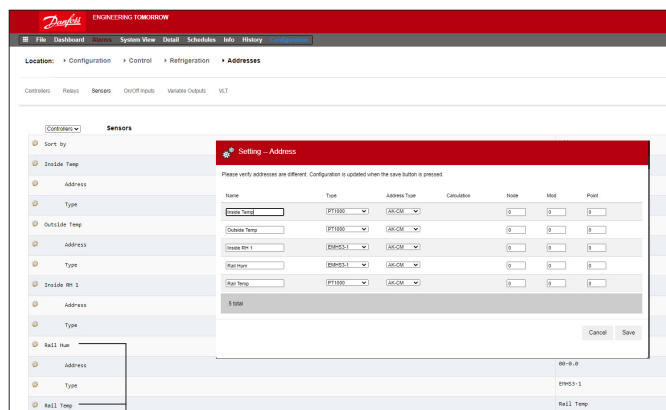 Danfoss ENGINEERING TOMORROW
File Dashboard Alarms System View Detail Schedules Info History Configuration
Location: Configuration Control Refrigeration Addresses
Controllers Relays Sensors On/Off Inputs Variable Outputs VLT
Controllers Sensors
Sort by
Inside Temp
Address
Type
Outside Temp
Address
Type
Inside RH 1
Address
Type
Rail Hum
Address 00-0.0
Type EMHS3-1
Rail Temp Rail Temp
Setting -- Address
Please verify addresses are different. Configuration is updated when the save button is pressed.
Name Type Address Type Calculation Node Mod Point
Inside Temp PT1000 AK-CM 0 0 0
Outside Temp PT1000 AK-CM 0 0 0
Inside RH 1 EMHS3-1 AK-CM 0 0 0
Rail Hum EMHS3-1 AK-CM 0 0 0
Rail Temp PT1000 AK-CM 0 0 0
5 total
Cancel Save